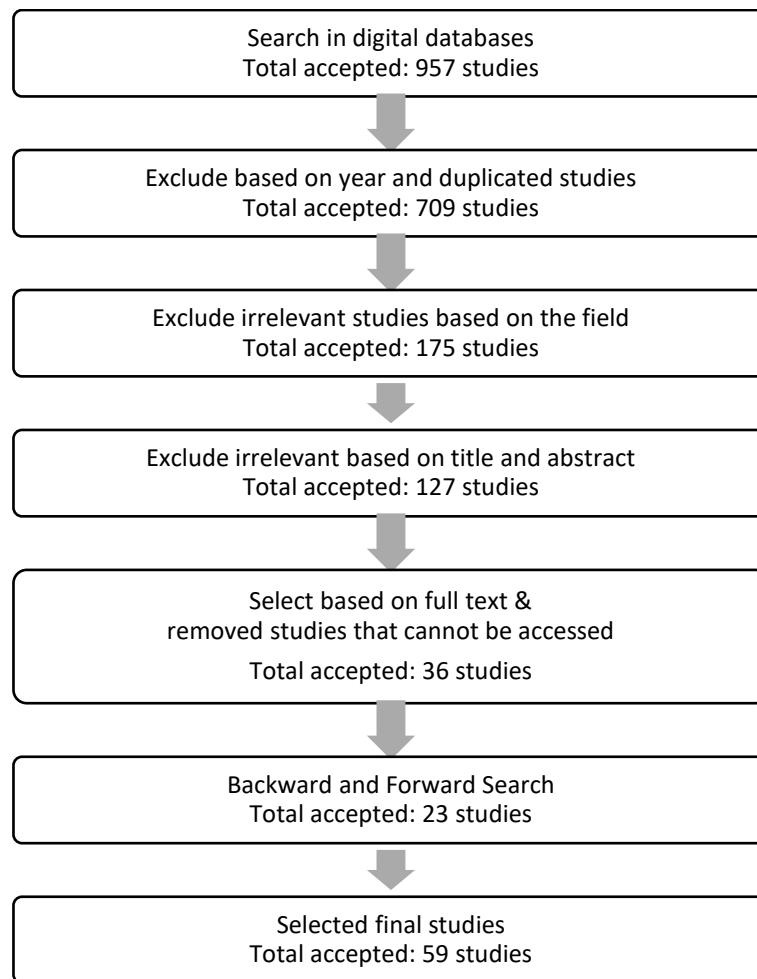 Search in digital databases
Total accepted: 957 studies
Exclude based on year and duplicated studies
Total accepted: 709 studies
Exclude irrelevant studies based on the field
Total accepted: 175 studies
Exclude irrelevant based on title and abstract
Total accepted: 127 studies
Select based on full text &
removed studies that cannot be accessed
Total accepted: 36 studies
Backward and Forward Search
Total accepted: 23 studies
Selected final studies
Total accepted: 59 studies